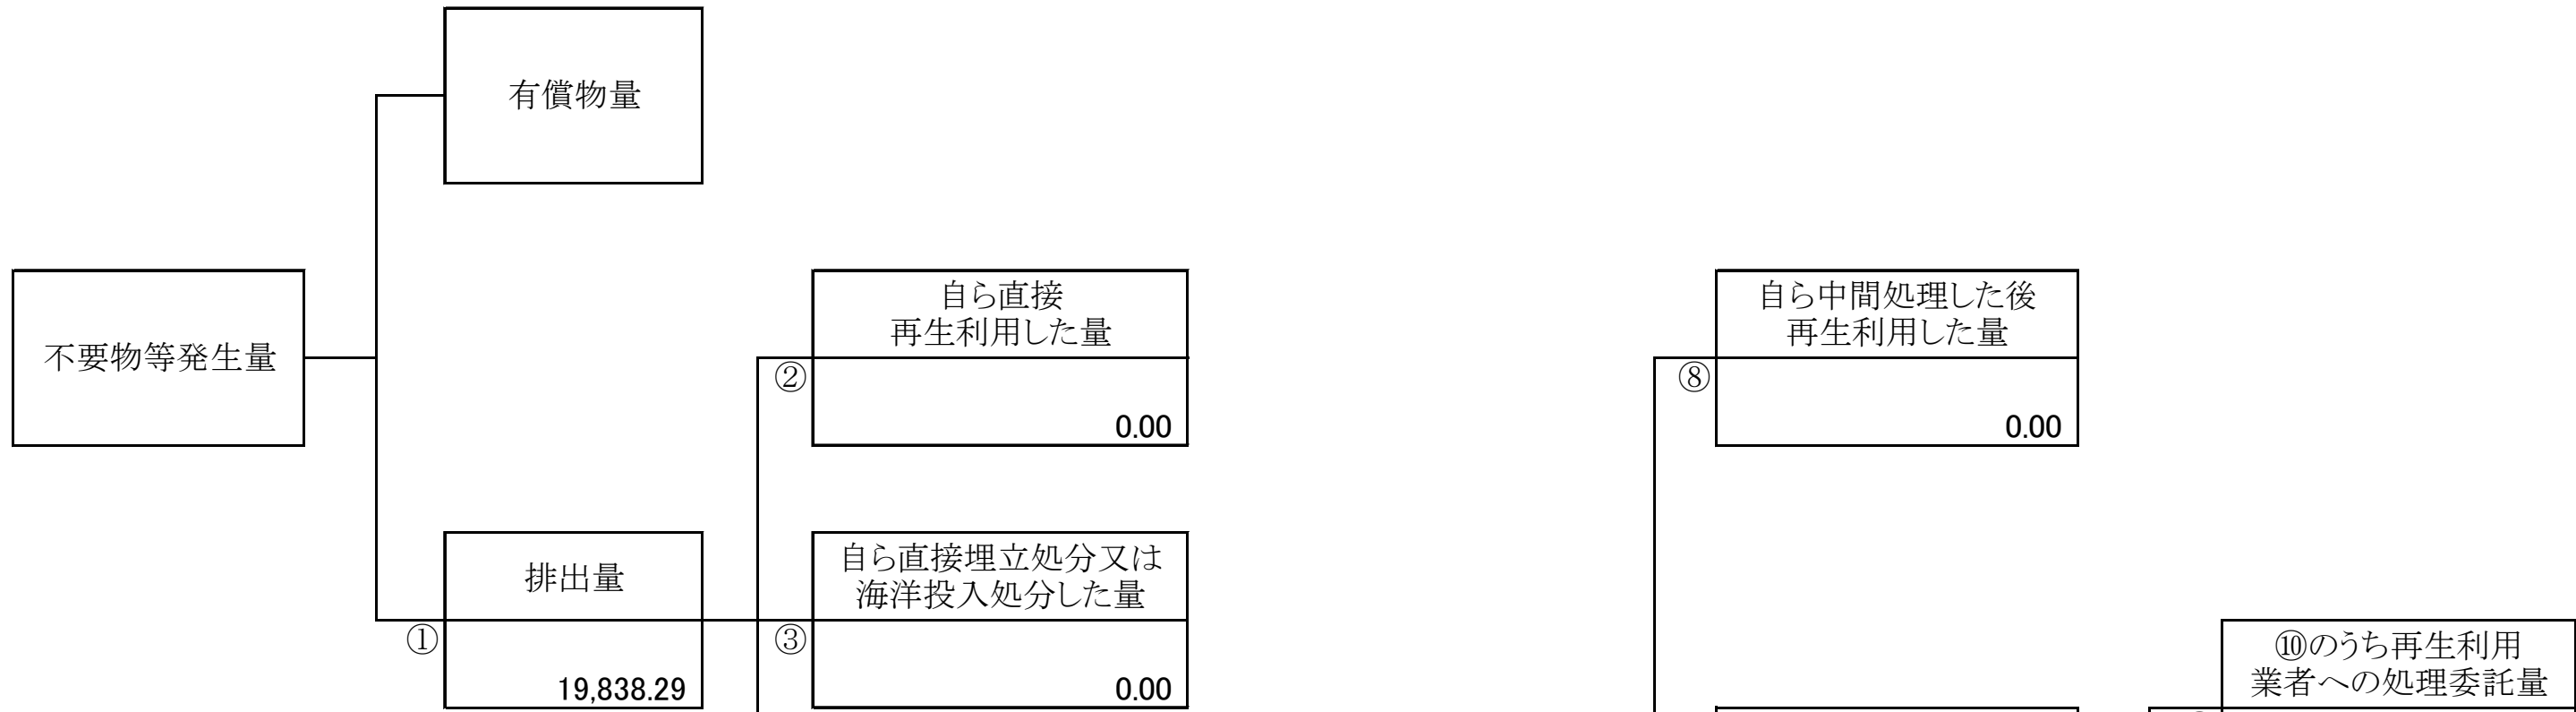 有償物量
不要物等発生量
自ら直接
再生利用した量
②
0.00
自ら中間処理した後
再生利用した量
⑧
0.00
排出量
①
19,838.29
自ら直接埋立処分又は
海洋投入処分した量
③
0.00
⑩のうち再生利用
業者への処理委託量